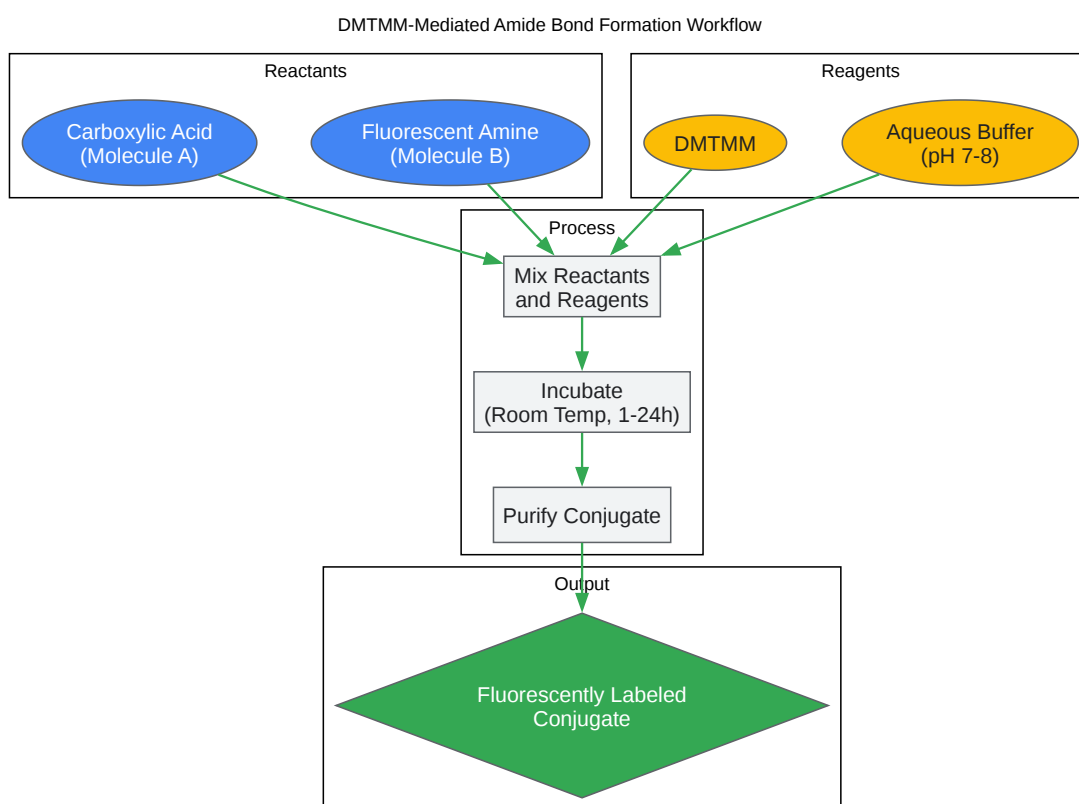 DMTMM-Mediated Amide Bond Formation Workflow
Reactants
Reagents
Carboxylic Acid
(Molecule A)
Fluorescent Amine
(Molecule B)
DMTMM
Aqueous Buffer
(pH 7-8)
Process
Mix Reactants
and Reagents
Incubate
(Room Temp, 1-24h)
Purify Conjugate
Output
Fluorescently Labeled
Conjugate